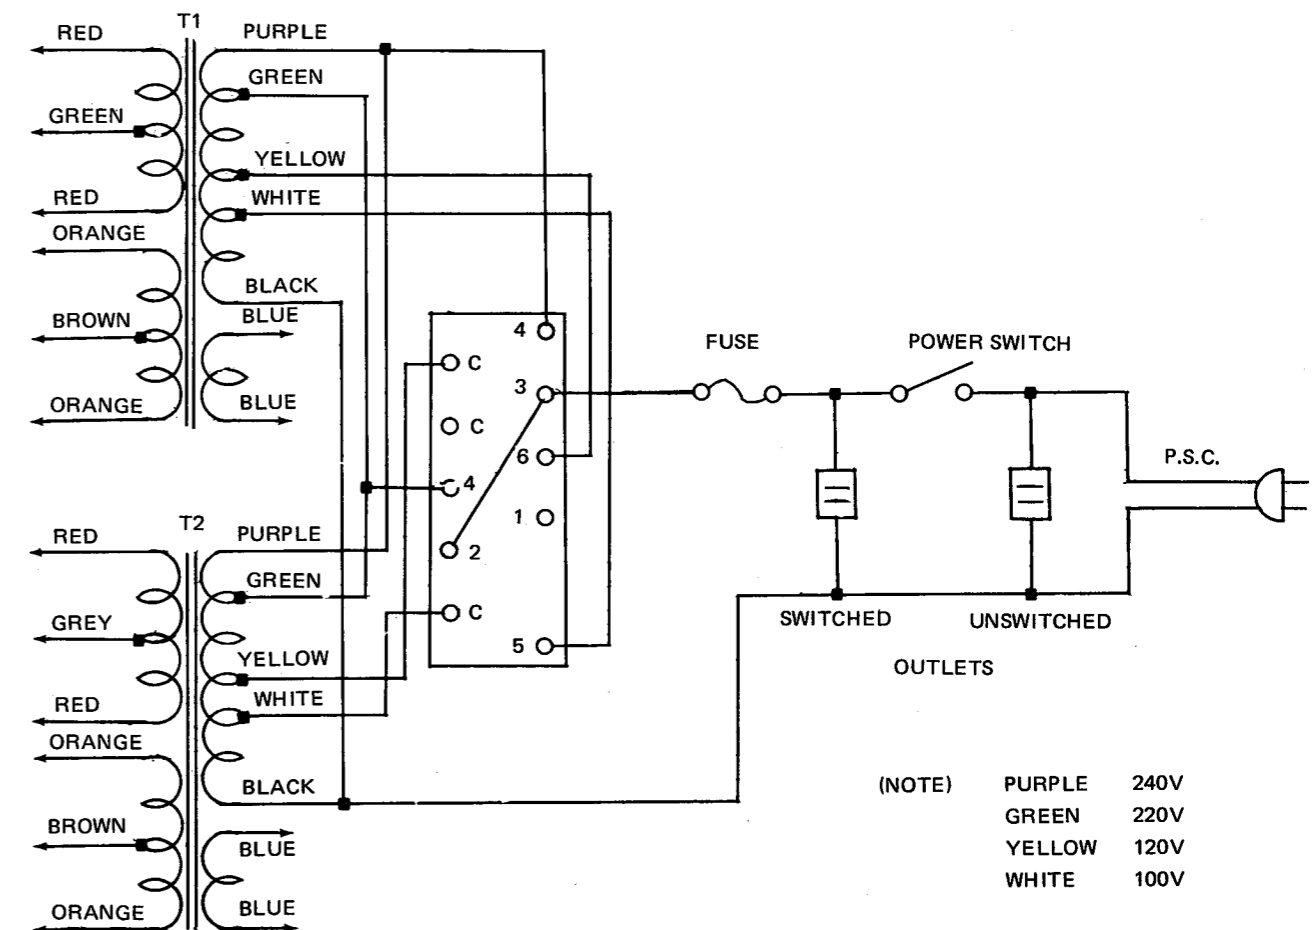 T1
RED
GREEN
RED
ORANGE
BROWN
ORANGE
PURPLE
GREEN
YELLOW
WHITE
BLACK
BLUE
BLUE
T2
RED
GREY
RED
ORANGE
BROWN
ORANGE
PURPLE
GREEN
YELLOW
WHITE
BLACK
BLUE
BLUE
C
C
4
2
C
4
3
6
1
5
FUSE
POWER SWITCH
P.S.C.
SWITCHED
UNSWITCHED
OUTLETS
(NOTE) PURPLE 240V
GREEN 220V
YELLOW 120V
WHITE 100V